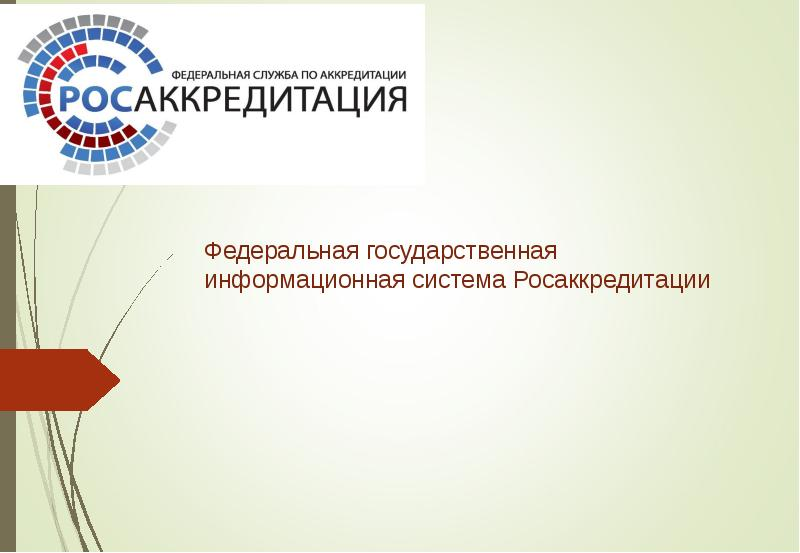 ФЕДЕРАЛЬНАЯ СЛУЖБА ПО АККРЕДИТАЦИИ
РОСАККРЕДИТАЦИЯ
Федеральная государственная
информационная система Росаккредитации